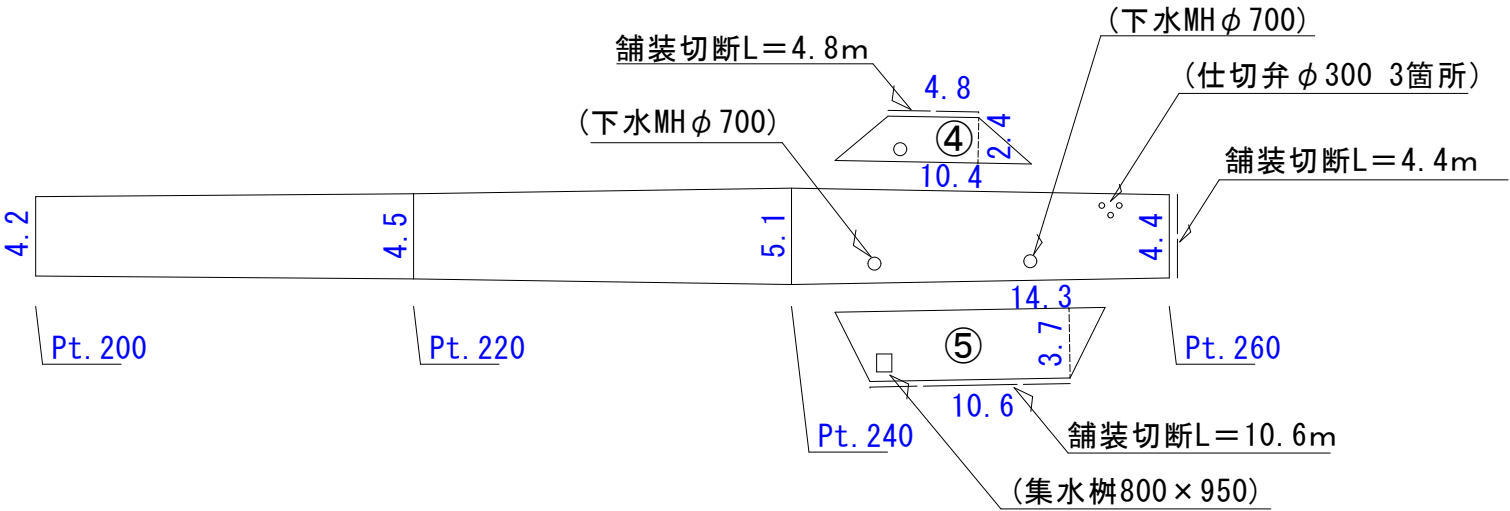 (下水MHφ700)
舗装切断L=4.8m
(仕切弁φ300 3箇所)
4.8
(下水MHφ700)
④
2.4
舗装切断L=4.4m
10.4
4.2
4.5
5.1
4.4
14.3
Pt.200
Pt.220
⑤
3.7
Pt.260
10.6
Pt.240
舗装切断L=10.6m
(集水桝800×950)